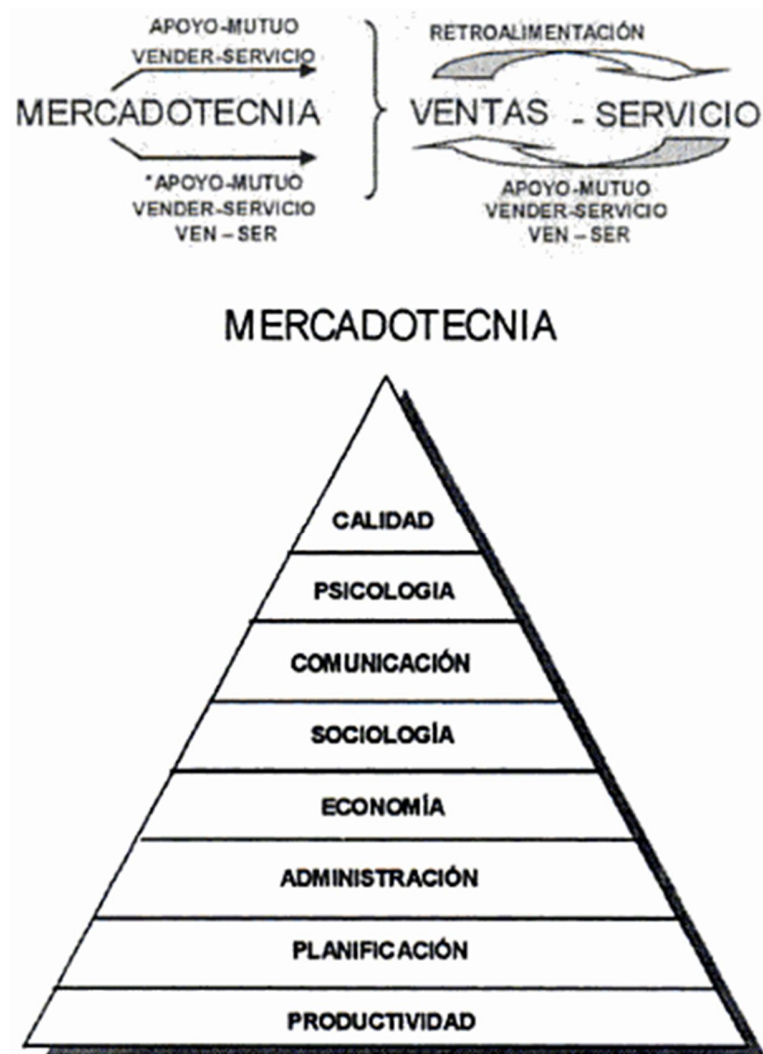 APOYO-MUTUO
VENDER-SERVICIO
MERCADOTECNIA
*APOYO-MUTUO
VENDER-SERVICIO
VEN – SER
RETROALIMENTACIÓN
VENTAS - SERVICIO
APOYO-MUTUO
VENDER-SERVICIO
VEN – SER
MERCADOTECNIA
CALIDAD
PSICOLOGIA
COMUNICACIÓN
SOCIOLOGÍA
ECONOMÍA
ADMINISTRACIÓN
PLANIFICACIÓN
PRODUCTIVIDAD